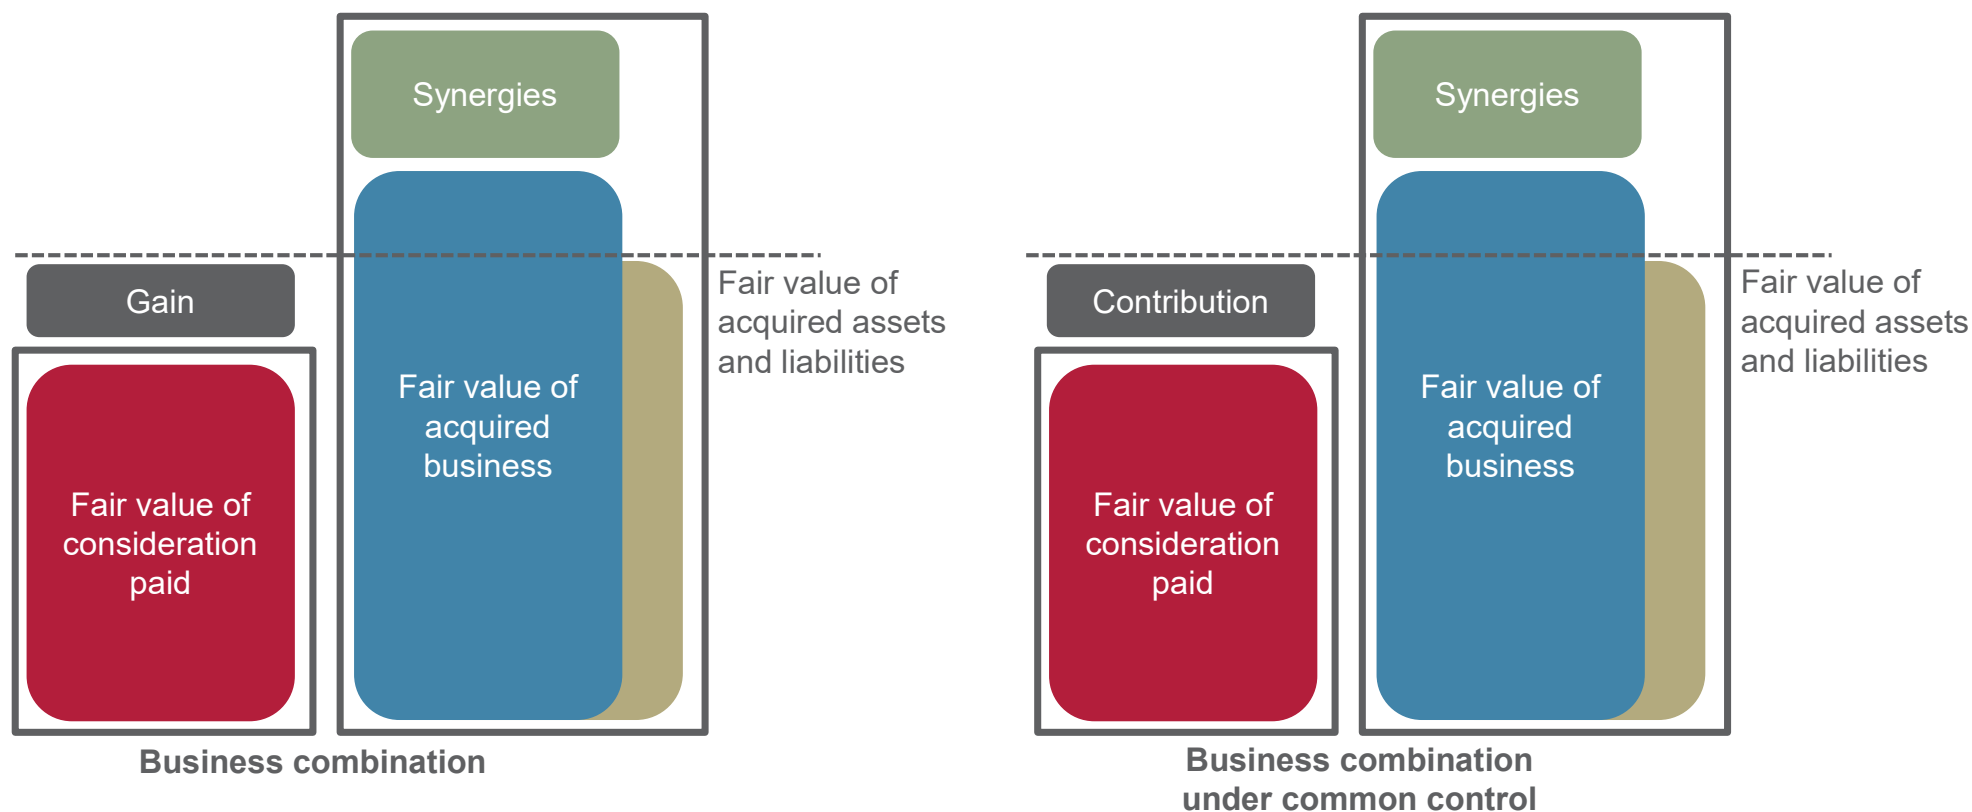 Synergies
Gain
Fair value of
consideration
paid
Fair value of
acquired
business
Fair value of
acquired assets
and liabilities
Business combination
Synergies
Contribution
Fair value of
consideration
paid
Fair value of
acquired
business
Fair value of
acquired assets
and liabilities
Business combination
under common control